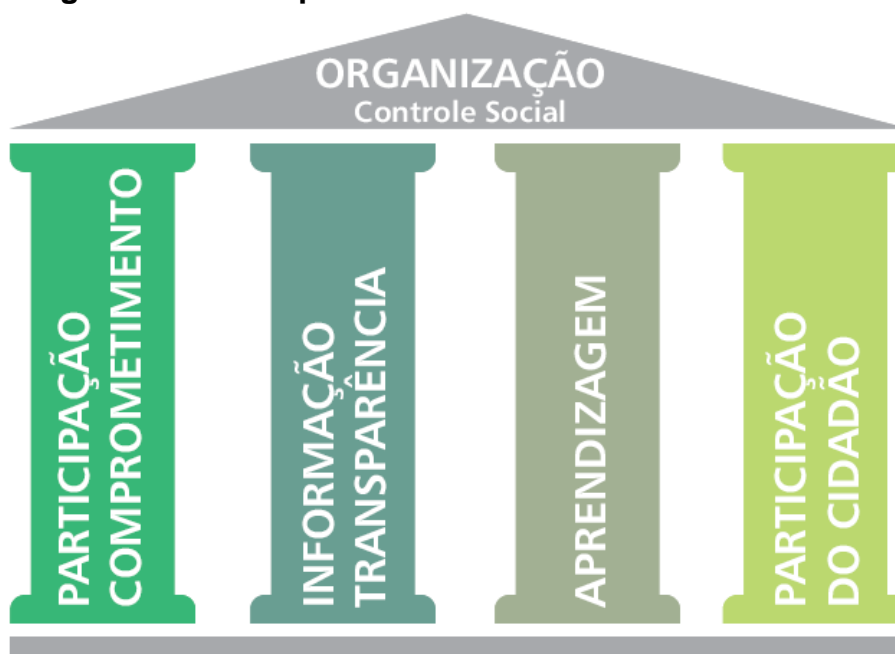 ORGANIZAÇÃO
Controle Social
PARTICIPAÇÃO
COMPROMETIMENTO
INFORMAÇÃO
TRANSPARÊNCIA
APRENDIZAGEM
PARTICIPAÇÃO
DO CIDADÃO